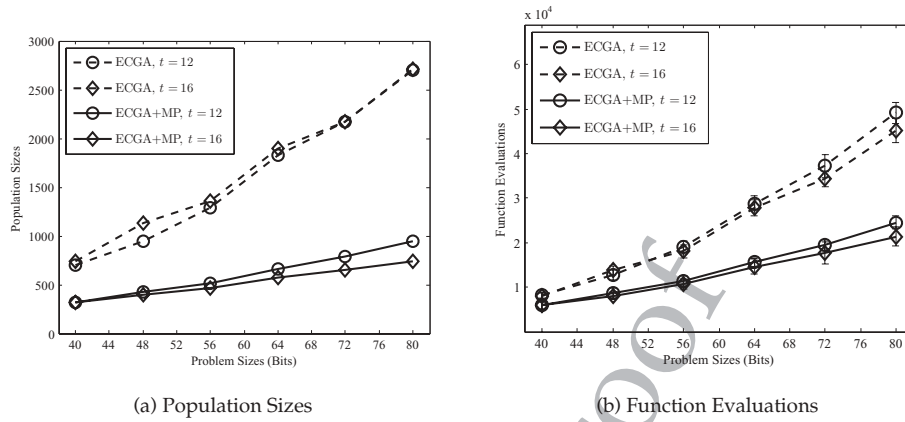 3000
2500
2000
1500
1000
500
0
Population Sizes
ECGA, t = 12
ECGA, t = 16
ECGA+MP, t = 12
ECGA+MP, t = 16
40 44 48 52 56 60 64 68 72 76 80
Problem Sizes (Bits)
(a) Population Sizes
x 10⁴
6
5
4
3
2
1
Function Evaluations
ECGA, t = 12
ECGA, t = 16
ECGA+MP, t = 12
ECGA+MP, t = 16
40 44 48 52 56 60 64 68 72 76 80
Problem Sizes (Bits)
(b) Function Evaluations